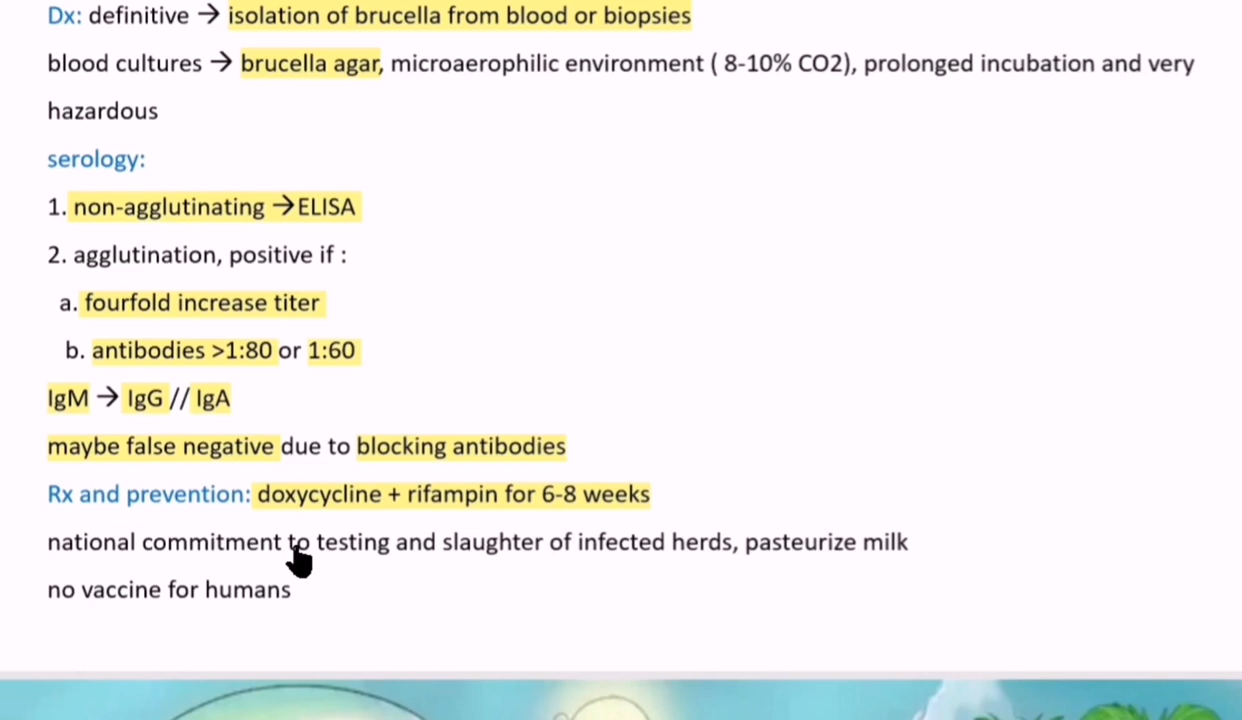 Dx: definitive → isolation of brucella from blood or biopsies
blood cultures → brucella agar, microaerophilic environment ( 8-10% CO2), prolonged incubation and very
hazardous
serology:
1. non-agglutinating →ELISA
2. agglutination, positive if :
a. fourfold increase titer
b. antibodies >1:80 or 1:60
IgM → IgG // IgA
maybe false negative due to blocking antibodies
Rx and prevention: doxycycline + rifampin for 6-8 weeks
national commitment to testing and slaughter of infected herds, pasteurize milk
no vaccine for humans